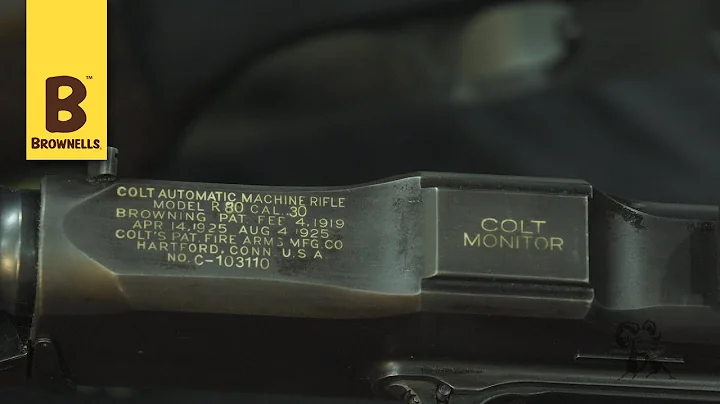 B™
BROWNELLS
COLT AUTOMATIC MACHINE RIFLE
MODEL R 80 CAL. 30
BROWNING PAT. FEB 4, 1919
APR 14, 1925 AUG 4 1925
COLT'S PAT. FIRE ARMS MFG CO
HARTFORD, CONN U.S A
NO. C-103110
COLT
MONITOR